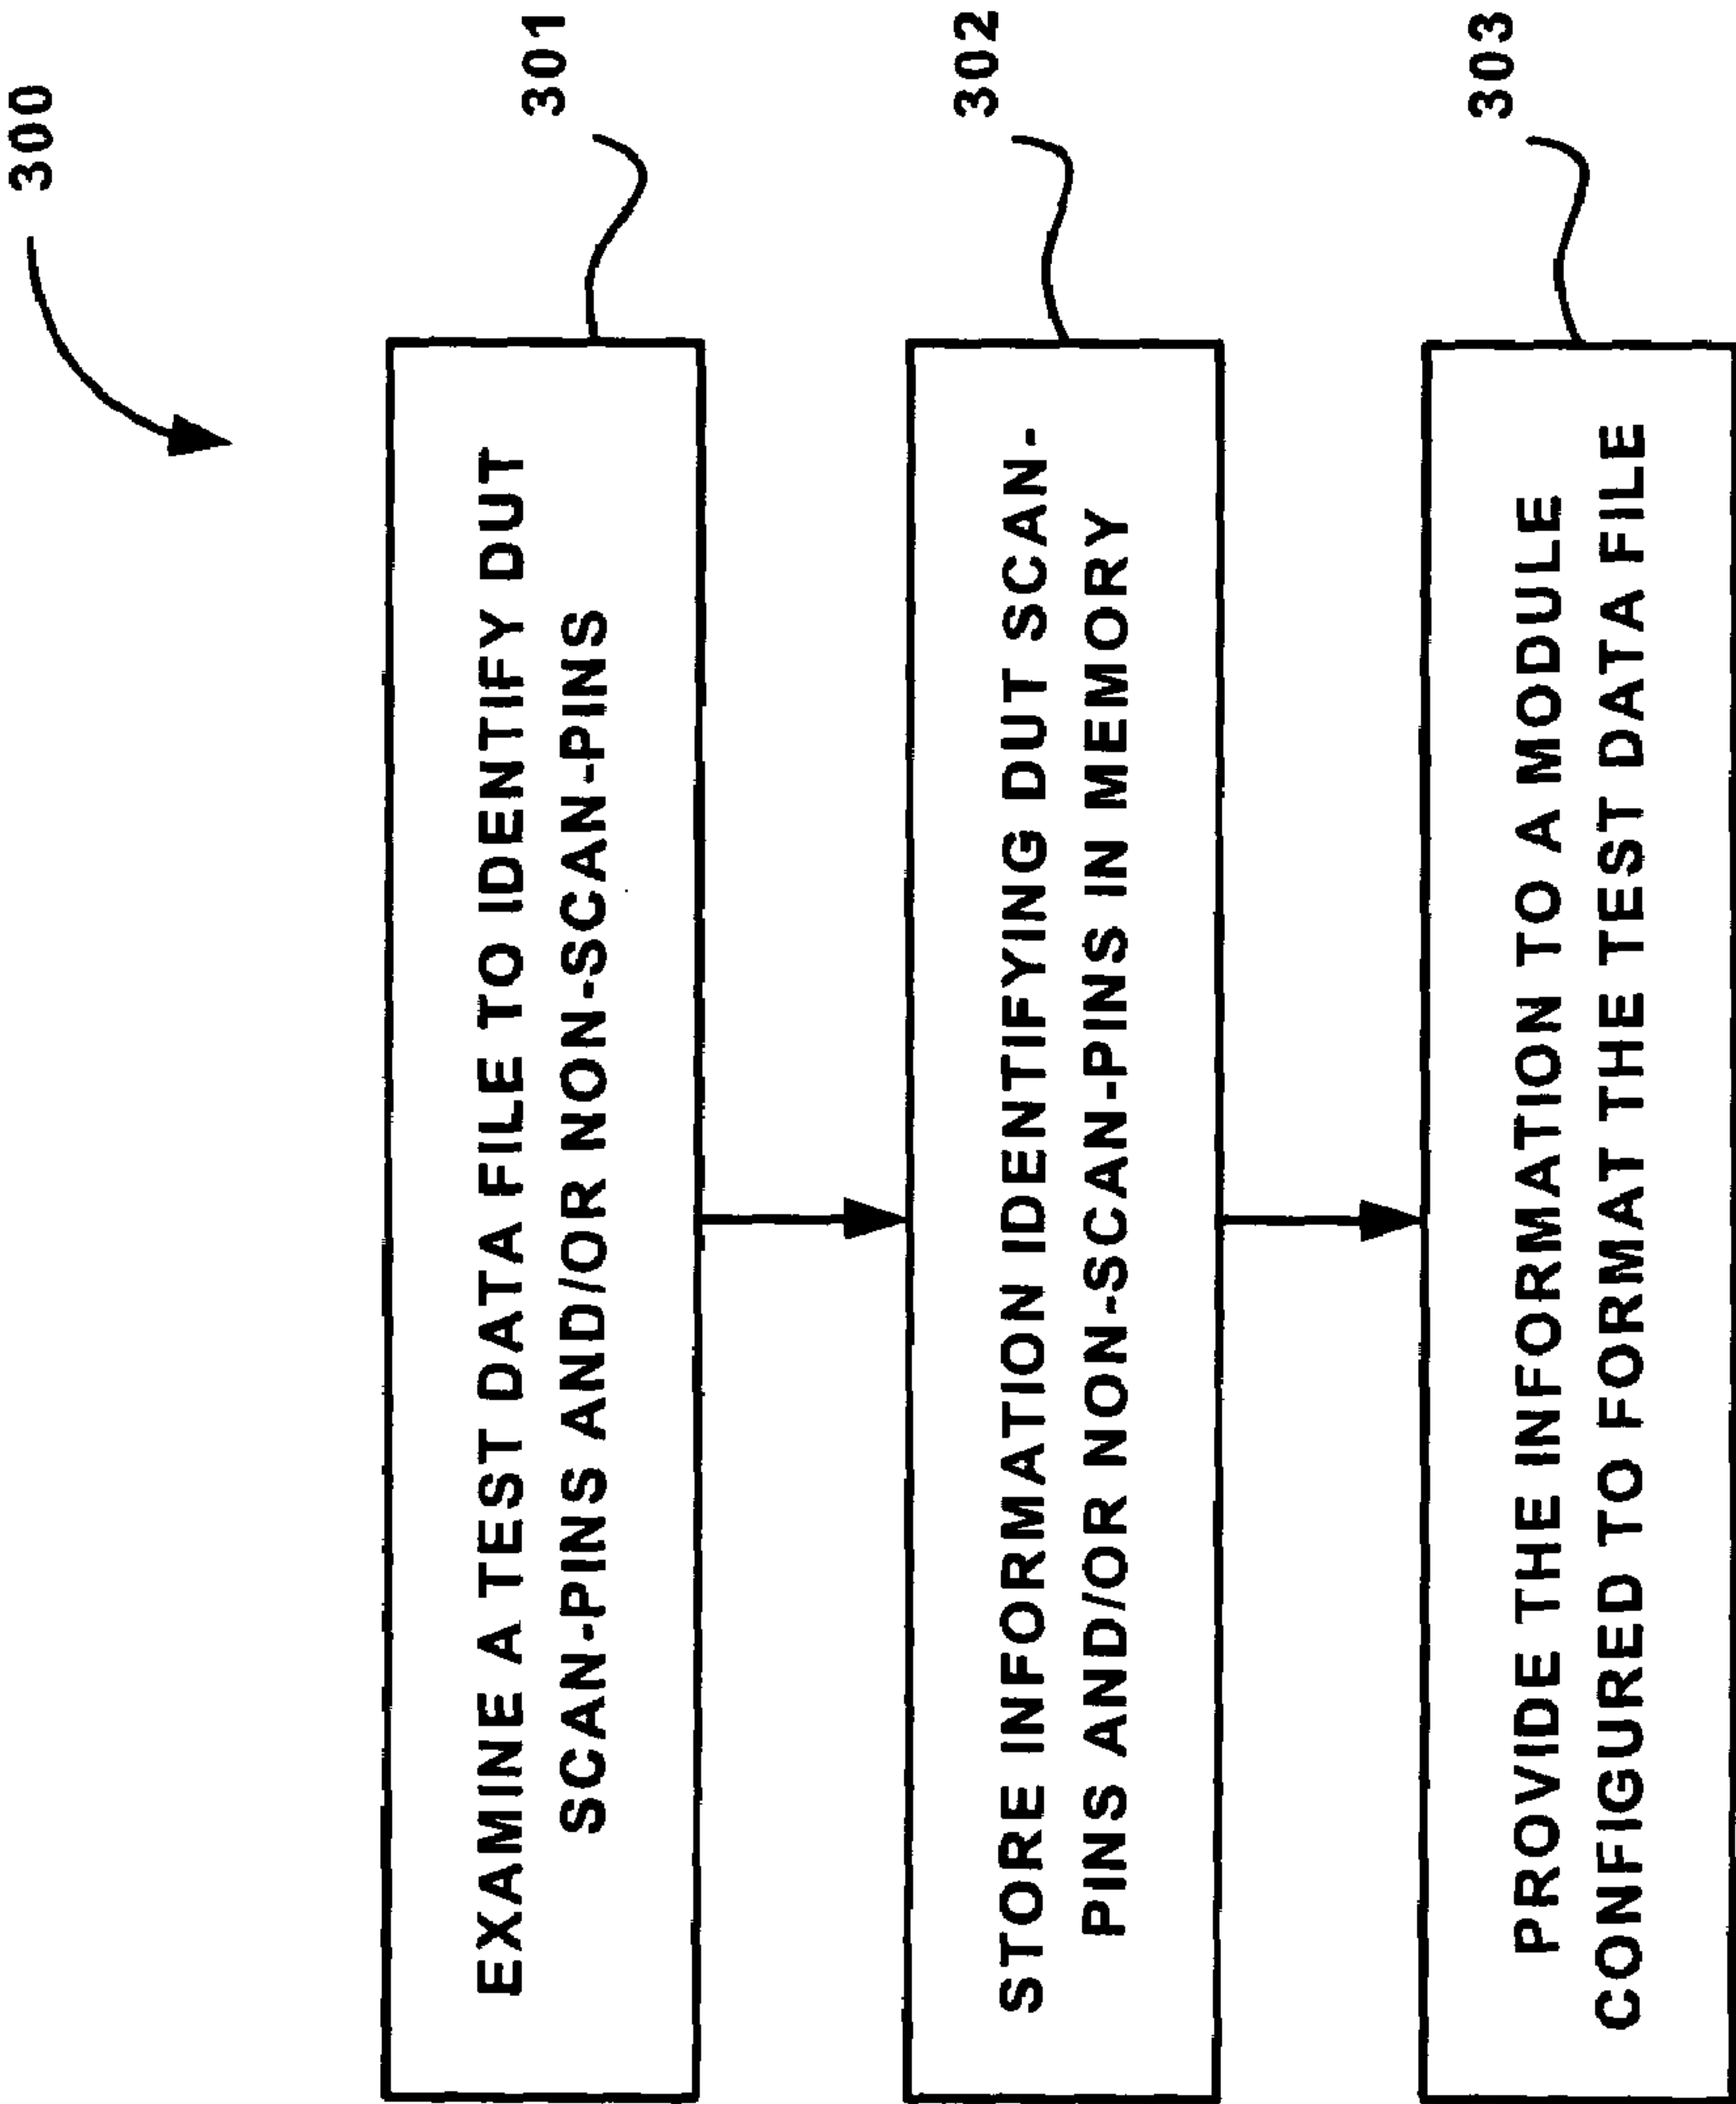 300
301
EXAMINE A TEST DATA FILE TO IDENTIFY DUT
SCAN-PINS AND/OR NON-SCAN-PINS
302
STORE INFORMATION IDENTIFYING DUT SCAN-
PINS AND/OR NON-SCAN-PINS IN MEMORY
303
PROVIDE THE INFORMATION TO A MODULE
CONFIGURED TO FORMAT THE TEST DATA FILE